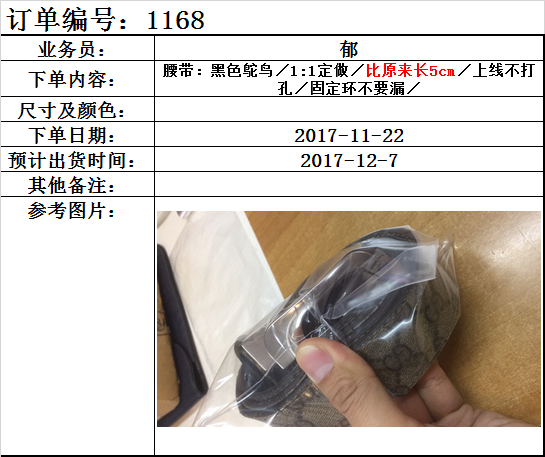 订单编号：1168
业务员：
郁
下单内容：
腰带：黑色鸵鸟／1:1定做／比原来长5cm／上线不打
孔／固定环不要漏／
尺寸及颜色：
下单日期：
2017-11-22
预计出货时间：
2017-12-7
其他备注：
参考图片：